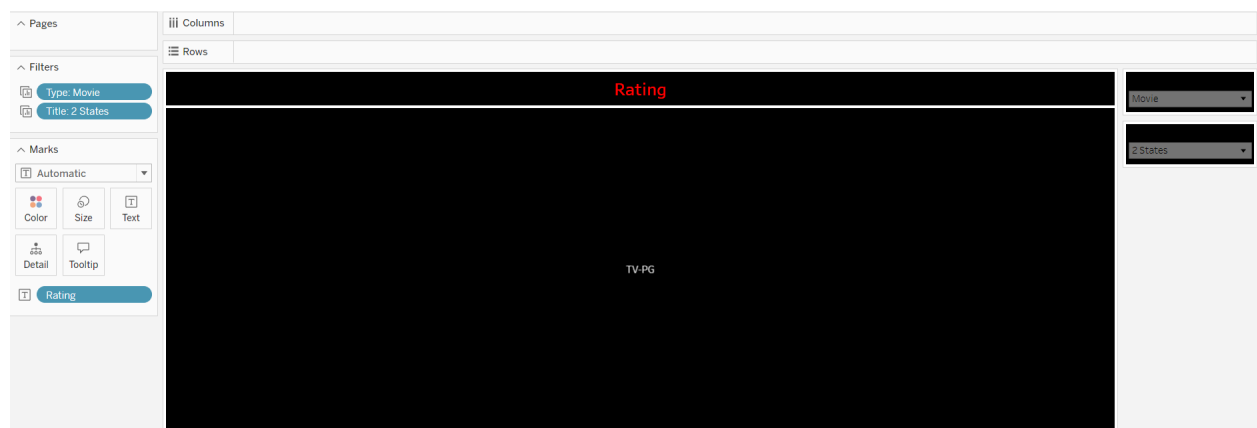 Pages
Columns
Rows
Filters
Type: Movie
Title: 2 States
Marks
Automatic
Color Size Text
Detail Tooltip
Rating
Rating
TV-PG
Movie
2 States